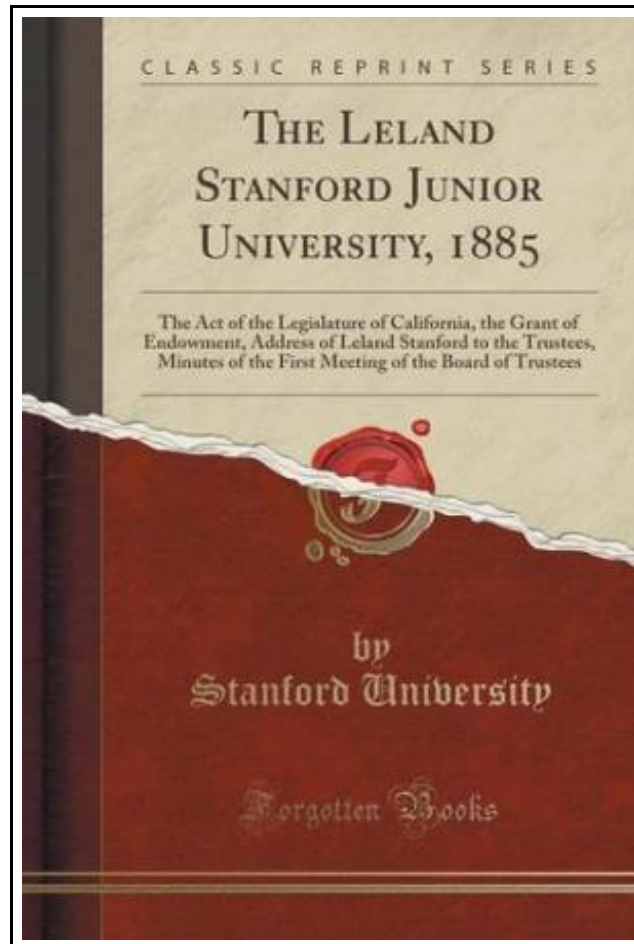 CLASSIC REPRINT SERIES
THE LELAND
STANFORD JUNIOR
UNIVERSITY, 1885
The Act of the Legislature of California, the Grant of
Endowment, Address of Leland Stanford to the Trustees,
Minutes of the First Meeting of the Board of Trustees
F
by
Stanford University
Forgotten Books